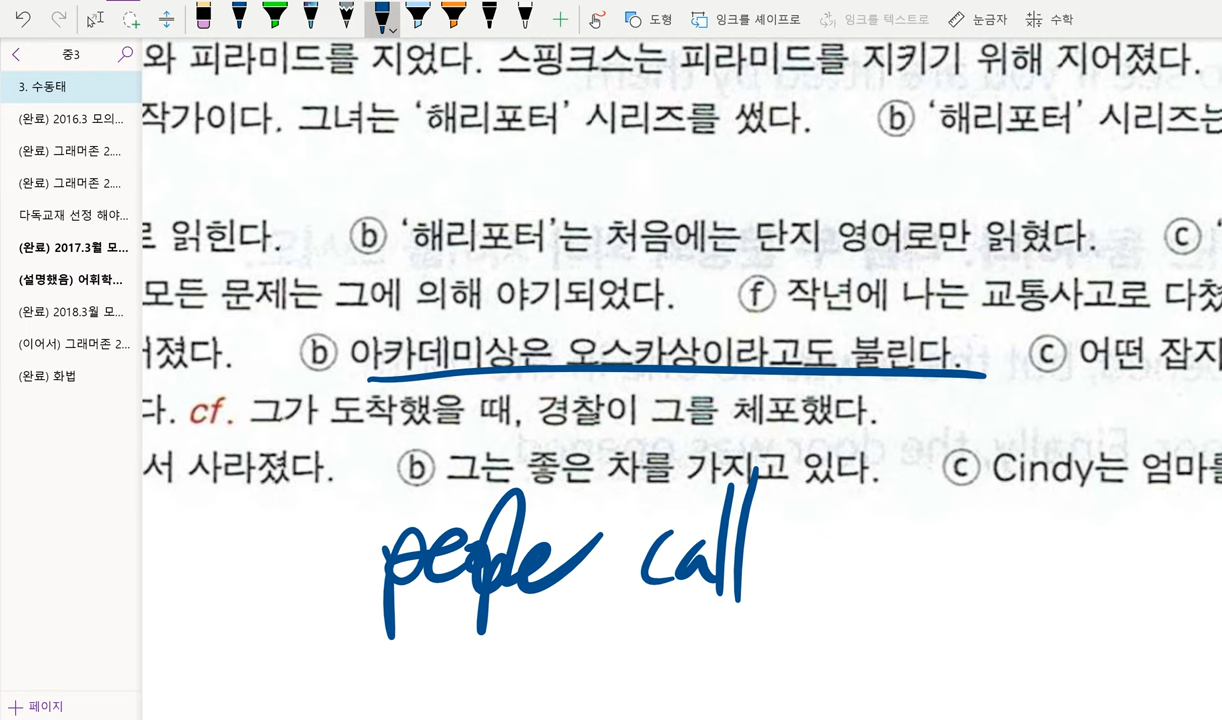 도형
잉크를 셰이프로
잉크를 텍스트로
눈금자
수학
중3
3. 수동태
(완료) 2016.3 모의...
(완료) 그래머존 2....
(완료) 그래머존 2....
다독교재 선정 해야...
(완료) 2017.3월 모...
(설명했음) 어휘학...
(완료) 2018.3월 모...
(이어서) 그래머존 2...
(완료) 화법
페이지
와 피라미드를 지었다. 스핑크스는 피라미드를 지키기 위해 지어졌다.
작가이다. 그녀는 ‘해리포터’ 시리즈를 썼다. ⓑ ‘해리포터’ 시리즈는
로 읽힌다. ⓑ ‘해리포터’는 처음에는 단지 영어로만 읽혔다. ⓒ
모든 문제는 그에 의해 야기되었다. ⓕ 작년에 나는 교통사고로 다쳤
졌다. ⓑ 아카데미상은 오스카상이라고도 불린다. ⓒ 어떤 잡지
다. cf. 그가 도착했을 때, 경찰이 그를 체포했다.
서 사라졌다. ⓑ 그는 좋은 차를 가지고 있다. ⓒ Cindy는 엄마를
people call